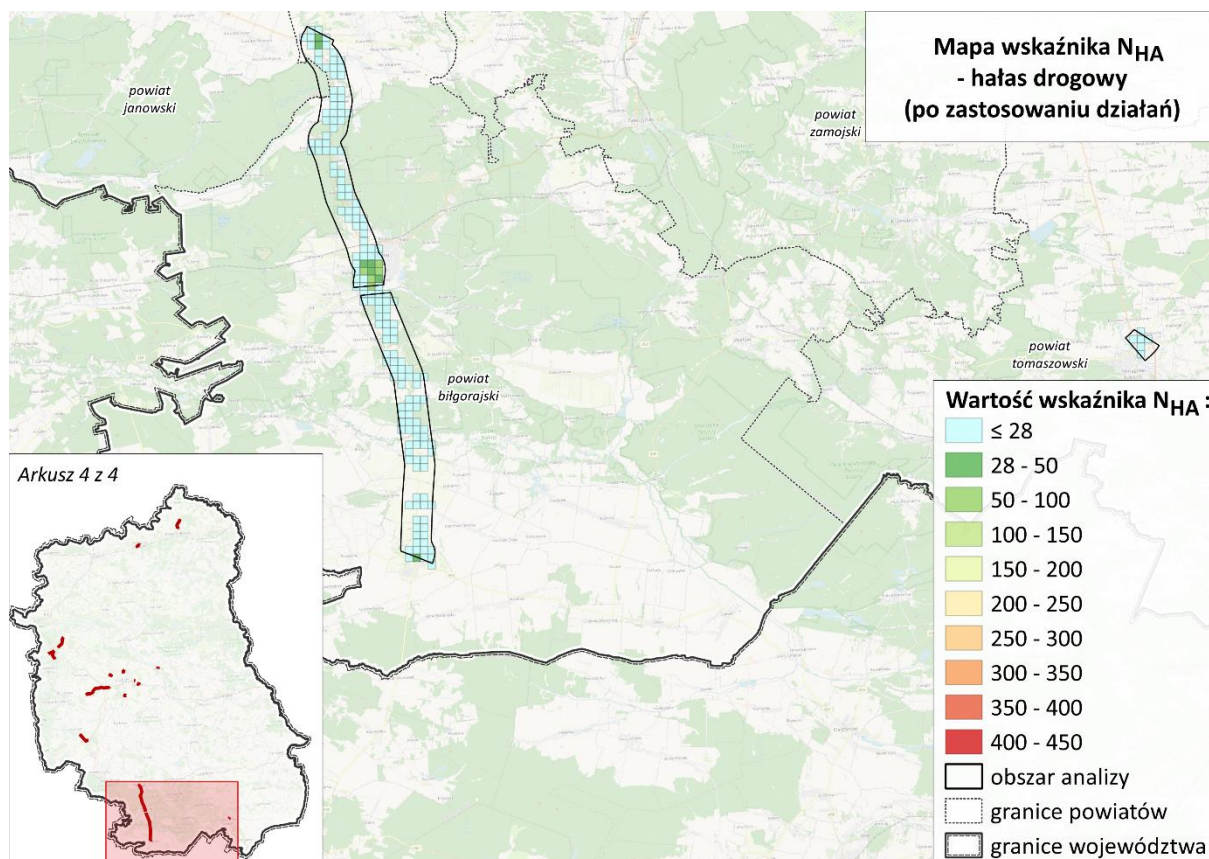 Mapa wskaźnika N_HA
- hałas drogowy
(po zastosowaniu działań)
powiat
janowski
powiat
zamojski
powiat
tomaszowski
powiat
biłgorajski
Wartość wskaźnika N_HA :
≤ 28
28 - 50
50 - 100
100 - 150
150 - 200
200 - 250
250 - 300
300 - 350
350 - 400
400 - 450
obszar analizy
granice powiatów
granice województwa
Arkusz 4 z 4